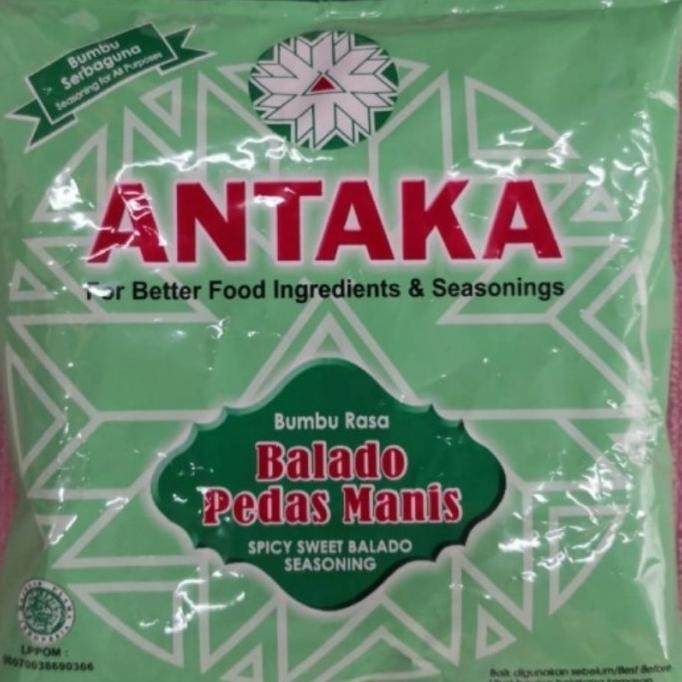 Bumbu
Serbaguna
Seasoning for All Purposes
ANTAKA
For Better Food Ingredients & Seasonings
Bumbu Rasa
Balado
Pedas Manis
SPICY SWEET BALADO
SEASONING
LPPOM :
00070038690306
Baik digunakan sebelum/Best Before